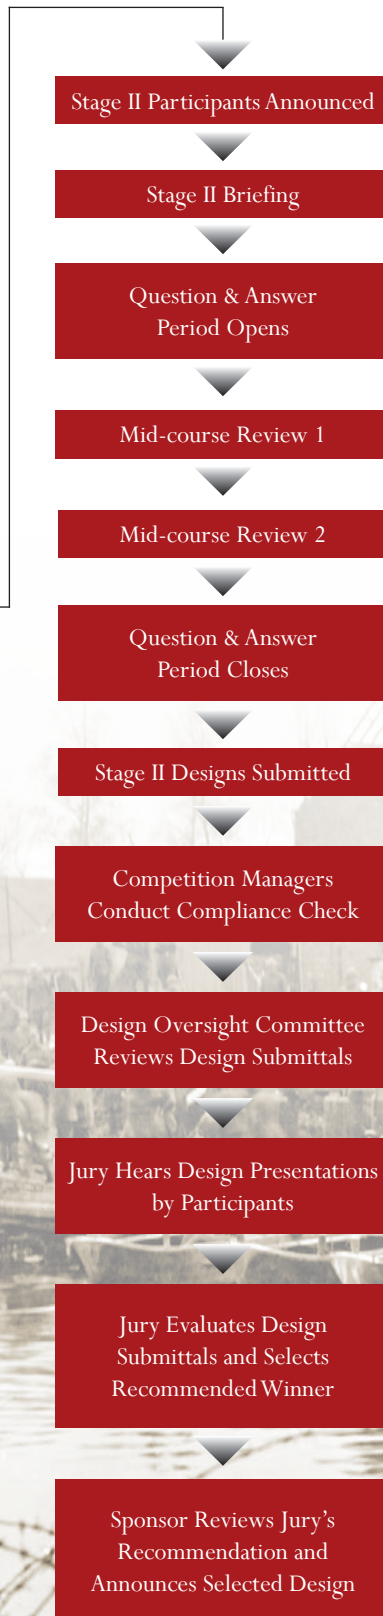 Stage II Participants Announced
Stage II Briefing
Question & Answer
Period Opens
Mid-course Review 1
Mid-course Review 2
Question & Answer
Period Closes
Stage II Designs Submitted
Competition Managers
Conduct Compliance Check
Design Oversight Committee
Reviews Design Submittals
Jury Hears Design Presentations
by Participants
Jury Evaluates Design
Submittals and Selects
Recommended Winner
Sponsor Reviews Jury's
Recommendation and
Announces Selected Design